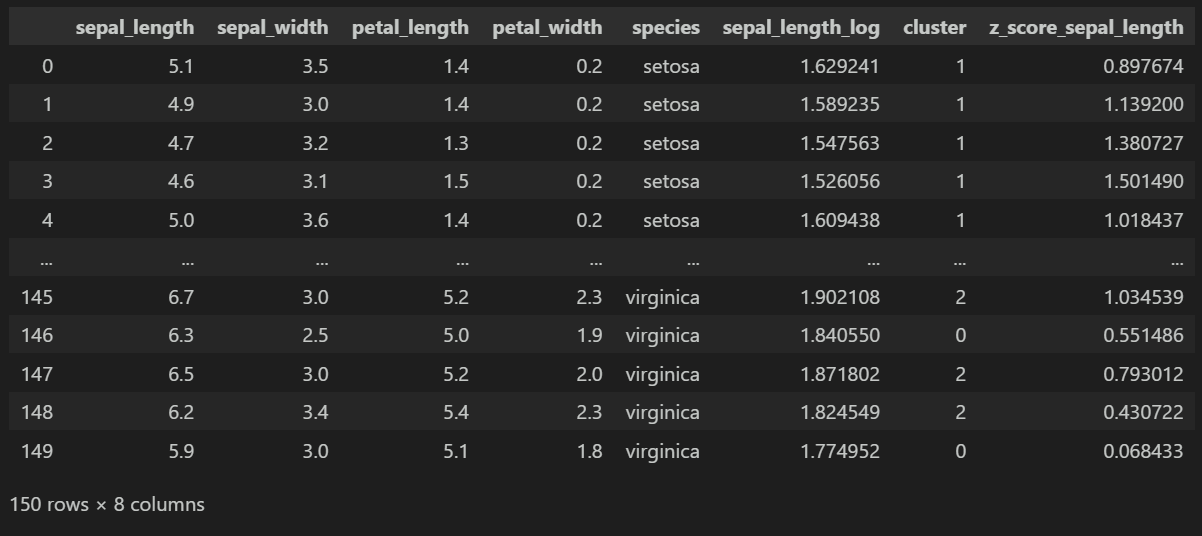 sepal_length sepal_width petal_length petal_width species sepal_length_log cluster z_score_sepal_length
0 5.1 3.5 1.4 0.2 setosa 1.629241 1 0.897674
1 4.9 3.0 1.4 0.2 setosa 1.589235 1 1.139200
2 4.7 3.2 1.3 0.2 setosa 1.547563 1 1.380727
3 4.6 3.1 1.5 0.2 setosa 1.526056 1 1.501490
4 5.0 3.6 1.4 0.2 setosa 1.609438 1 1.018437
... ... ... ... ... ... ... ... ...
145 6.7 3.0 5.2 2.3 virginica 1.902108 2 1.034539
146 6.3 2.5 5.0 1.9 virginica 1.840550 0 0.551486
147 6.5 3.0 5.2 2.0 virginica 1.871802 2 0.793012
148 6.2 3.4 5.4 2.3 virginica 1.824549 2 0.430722
149 5.9 3.0 5.1 1.8 virginica 1.774952 0 0.068433
150 rows × 8 columns